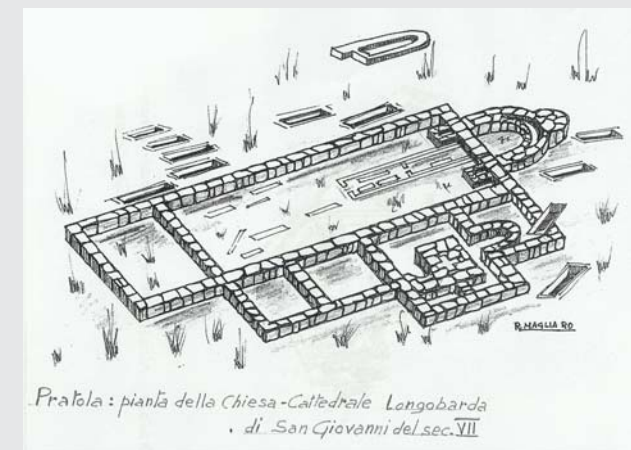 R. MAGLIARO
Pratola: pianta della Chiesa-Cattedrale Longobarda
. di San Giovanni del sec. VII